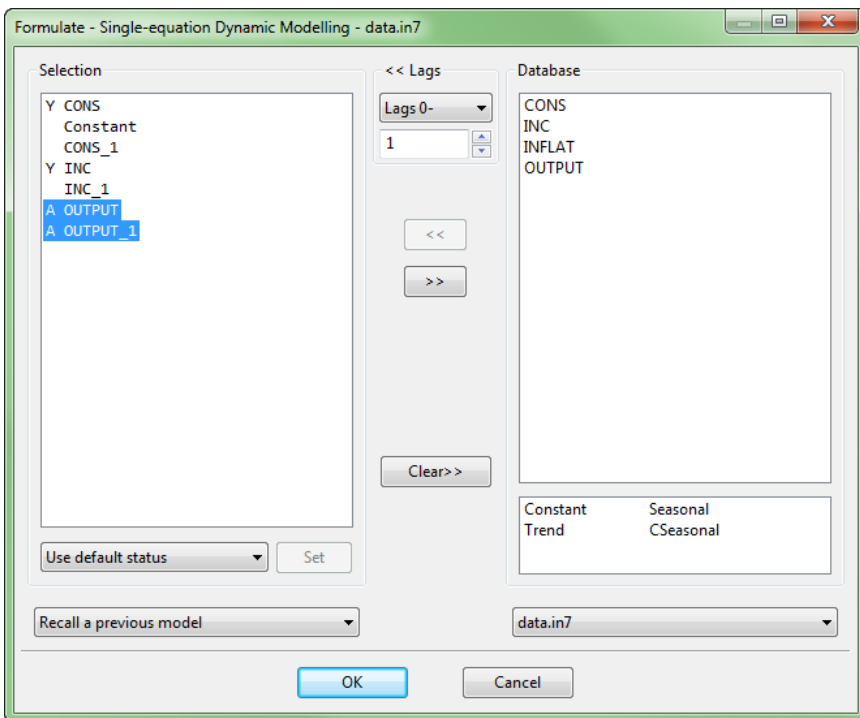 Formulate - Single-equation Dynamic Modelling - data.in7
Selection
Y CONS
Constant
CONS_1
Y INC
INC_1
A OUTPUT
A OUTPUT_1
Use default status
Set
Recall a previous model
<< Lags
Lags 0-
1
<<
>>
Clear>>
Database
CONS
INC
INFLAT
OUTPUT
Constant Seasonal
Trend CSeasonal
data.in7
OK Cancel